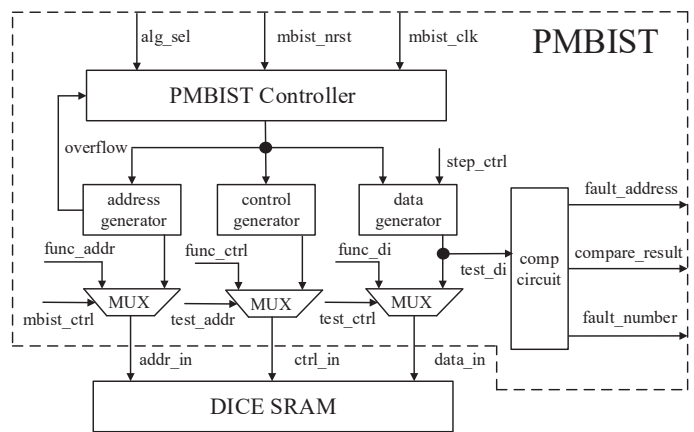 alg_sel
mbist_nrst
mbist_clk
PMBIST
PMBIST Controller
overflow
step_ctrl
address
generator
control
generator
data
generator
fault_address
func_addr
func_ctrl
func_di
test_di
comp
circuit
compare_result
MUX
MUX
MUX
mbist_ctrl
test_addr
test_ctrl
fault_number
addr_in
ctrl_in
data_in
DICE SRAM